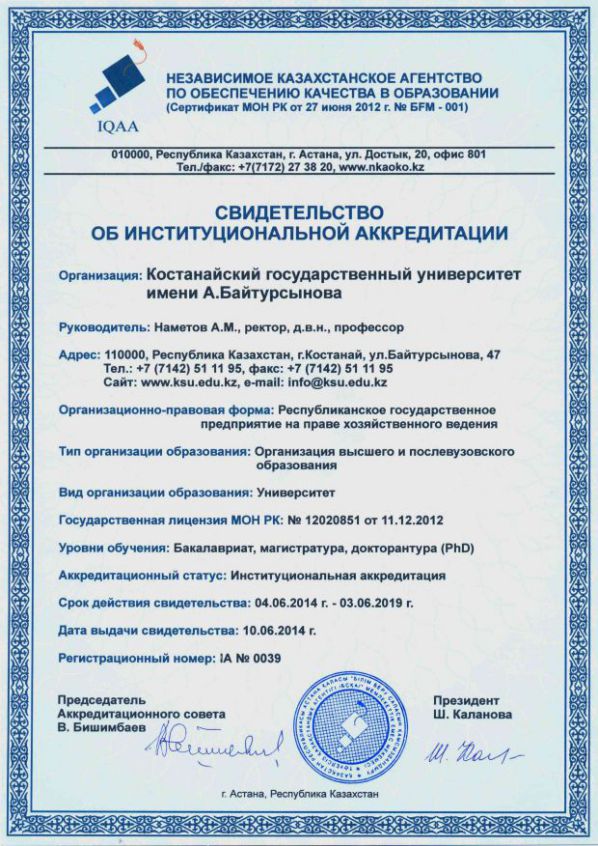 IQAA
НЕЗАВИСИМОЕ КАЗАХСТАНСКОЕ АГЕНТСТВО
ПО ОБЕСПЕЧЕНИЮ КАЧЕСТВА В ОБРАЗОВАНИИ
(Сертификат МОН РК от 27 июня 2012 г. № БҒМ - 001)
010000, Республика Казахстан, г. Астана, ул. Достык, 20, офис 801
Тел./факс: +7(7172) 27 38 20, www.nkaoko.kz
СВИДЕТЕЛЬСТВО
ОБ ИНСТИТУЦИОНАЛЬНОЙ АККРЕДИТАЦИИ
Организация: Костанайский государственный университет
имени А.Байтурсынова
Руководитель: Наметов А.М., ректор, д.в.н., профессор
Адрес: 110000, Республика Казахстан, г.Костанай, ул.Байтурсынова, 47
Тел.: +7 (7142) 51 11 95, факс: +7 (7142) 51 11 95
Сайт: www.ksu.edu.kz, e-mail: info@ksu.edu.kz
Организационно-правовая форма: Республиканское государственное
предприятие на праве хозяйственного ведения
Тип организации образования: Организация высшего и послевузовского
образования
Вид организации образования: Университет
Государственная лицензия МОН РК: № 12020851 от 11.12.2012
Уровни обучения: Бакалавриат, магистратура, докторантура (PhD)
Аккредитационный статус: Институциональная аккредитация
Срок действия свидетельства: 04.06.2014 г. - 03.06.2019 г.
Дата выдачи свидетельства: 10.06.2014 г.
Регистрационный номер: IA № 0039
Председатель
Аккредитационного совета
В. Бишимбаев
Президент
Ш. Каланова
г. Астана, Республика Казахстан